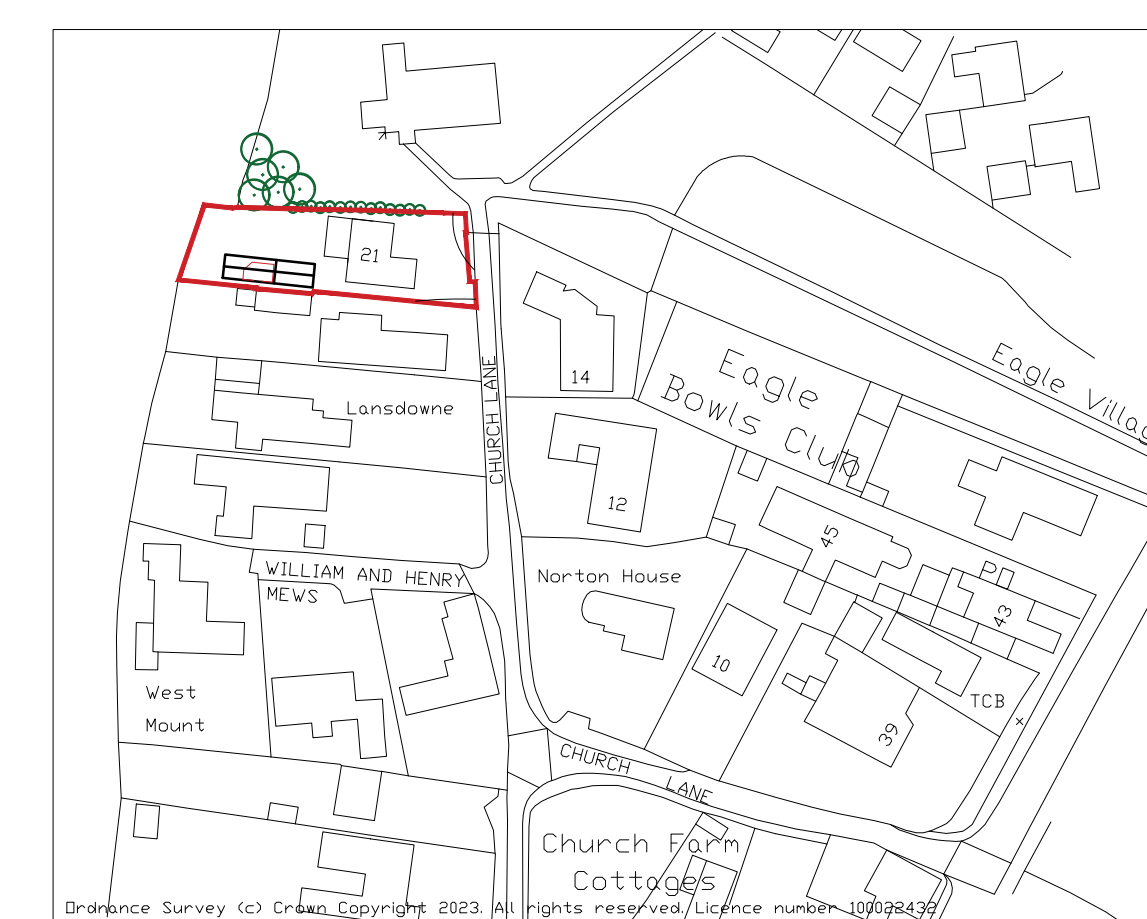 21
14
Eagle
Bowls Club
Eagle
Lansdowne
CHURCH LANE
12
45
WILLIAM AND HENRY
MEWS
Norton House
43
10
West
Mount
TCB
39
CHURCH LANE
Church Farm
Cottages
Ordnance Survey (c) Crown Copyright 2023. All rights reserved. Licence number 100022432